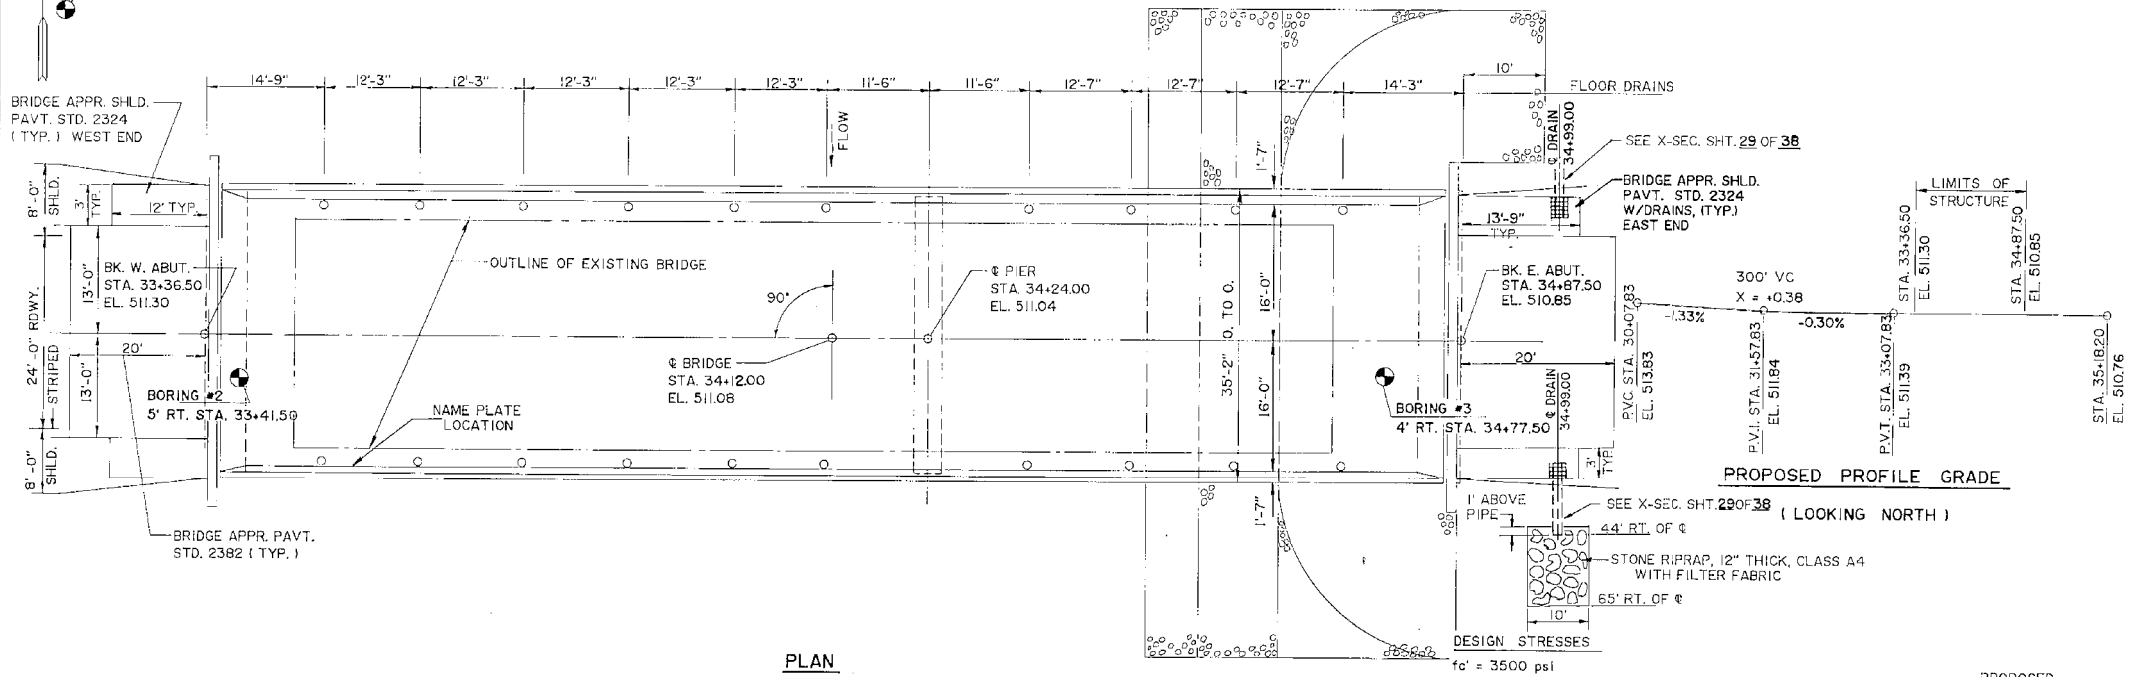 14'-9"
12'-3"
12'-3"
12'-3"
12'-3"
12'-3"
11'-6"
11'-6"
12'-7"
12'-7"
12'-7"
14'-3"
10'
FLOOR DRAINS
BRIDGE APPR. SHLD.
PAVT. STD. 2324
( TYP. ) WEST END
FLOW
1'-7"
℄ DRAIN
34+99.00
SEE X-SEC. SHT. 29 OF 38
BRIDGE APPR. SHLD.
PAVT. STD. 2324
W/DRAINS, (TYP.)
EAST END
13'-9"
TYP.
8'-0"
SHLD.
3'
TYP.
12' TYP.
LIMITS OF
STRUCTURE
STA. 33+36.50
EL. 511.30
STA. 34+87.50
EL. 510.85
OUTLINE OF EXISTING BRIDGE
BK. W. ABUT.
STA. 33+36.50
EL. 511.30
13'-0"
24'-0" RDWY.
STRIPED
13'-0"
20'
90°
℄ PIER
STA. 34+24.00
EL. 511.04
35'-2" O. TO O.
16'-0"
16'-0"
BK. E. ABUT.
STA. 34+87.50
EL. 510.85
20'
300' VC
X = +0.38
-1.33%
-0.30%
P.V.C. STA. 30+07.83
EL. 513.83
P.V.I. STA. 31+57.83
EL. 511.84
P.V.T. STA. 33+07.83
EL. 511.39
STA. 35+18.20
EL. 510.76
℄ BRIDGE
STA. 34+12.00
EL. 511.08
BORING #2
5' RT. STA. 33+41.50
NAME PLATE
LOCATION
BORING #3
4' RT. STA. 34+77.50
℄ DRAIN
34+99.00
3'
TYP.
8'-0"
SHLD.
PROPOSED PROFILE GRADE
( LOOKING NORTH )
1'-7"
1' ABOVE
PIPE
SEE X-SEC. SHT. 29 OF 38
44' RT. OF ℄
STONE RIPRAP, 12" THICK, CLASS A4
WITH FILTER FABRIC
65' RT. OF ℄
10'
BRIDGE APPR. PAVT.
STD. 2382 ( TYP. )
DESIGN STRESSES
fc' = 3500 psi
PLAN
PROPOSED